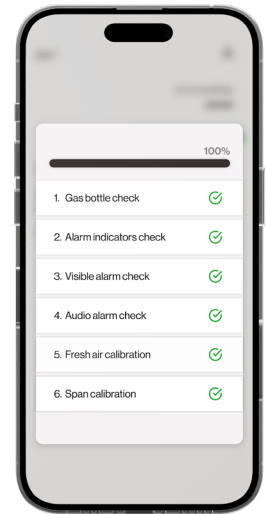 100%
1. Gas bottle check
2. Alarm indicators check
3. Visible alarm check
4. Audio alarm check
5. Fresh air calibration
6. Span calibration